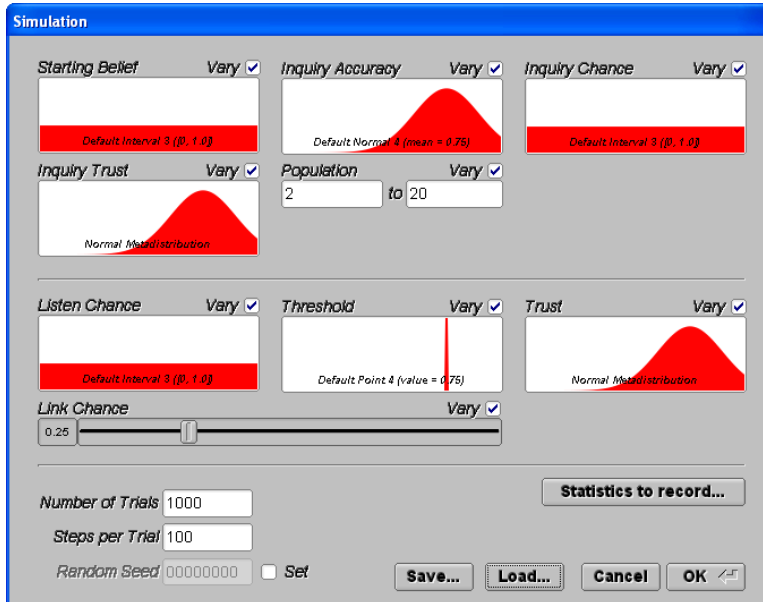 Simulation
Starting Belief Vary Inquiry Accuracy Vary Inquiry Chance Vary
Default Interval 3 ([0, 1.0]) Default Normal 4 (mean = 0.75) Default Interval 3 ([0, 1.0])
Inquiry Trust Vary Population Vary
2 to 20
Normal Metadistribution
Listen Chance Vary Threshold Vary Trust Vary
Default Interval 3 ([0, 1.0]) Default Point 4 (value = 0.75) Normal Metadistribution
Link Chance Vary
0.25
Statistics to record...
Number of Trials 1000
Steps per Trial 100
Random Seed 00000000 Set
Save... Load... Cancel OK